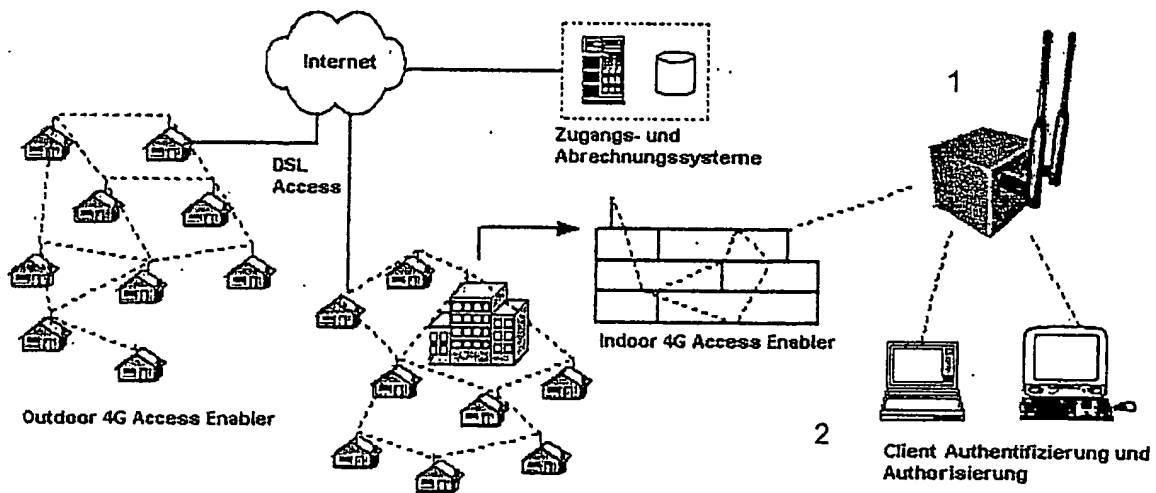 Internet
Zugangs- und
Abrechnungssysteme
1
DSL
Access
Indoor 4G Access Enabler
Outdoor 4G Access Enabler
2
Client Authentifizierung und
Authorisierung